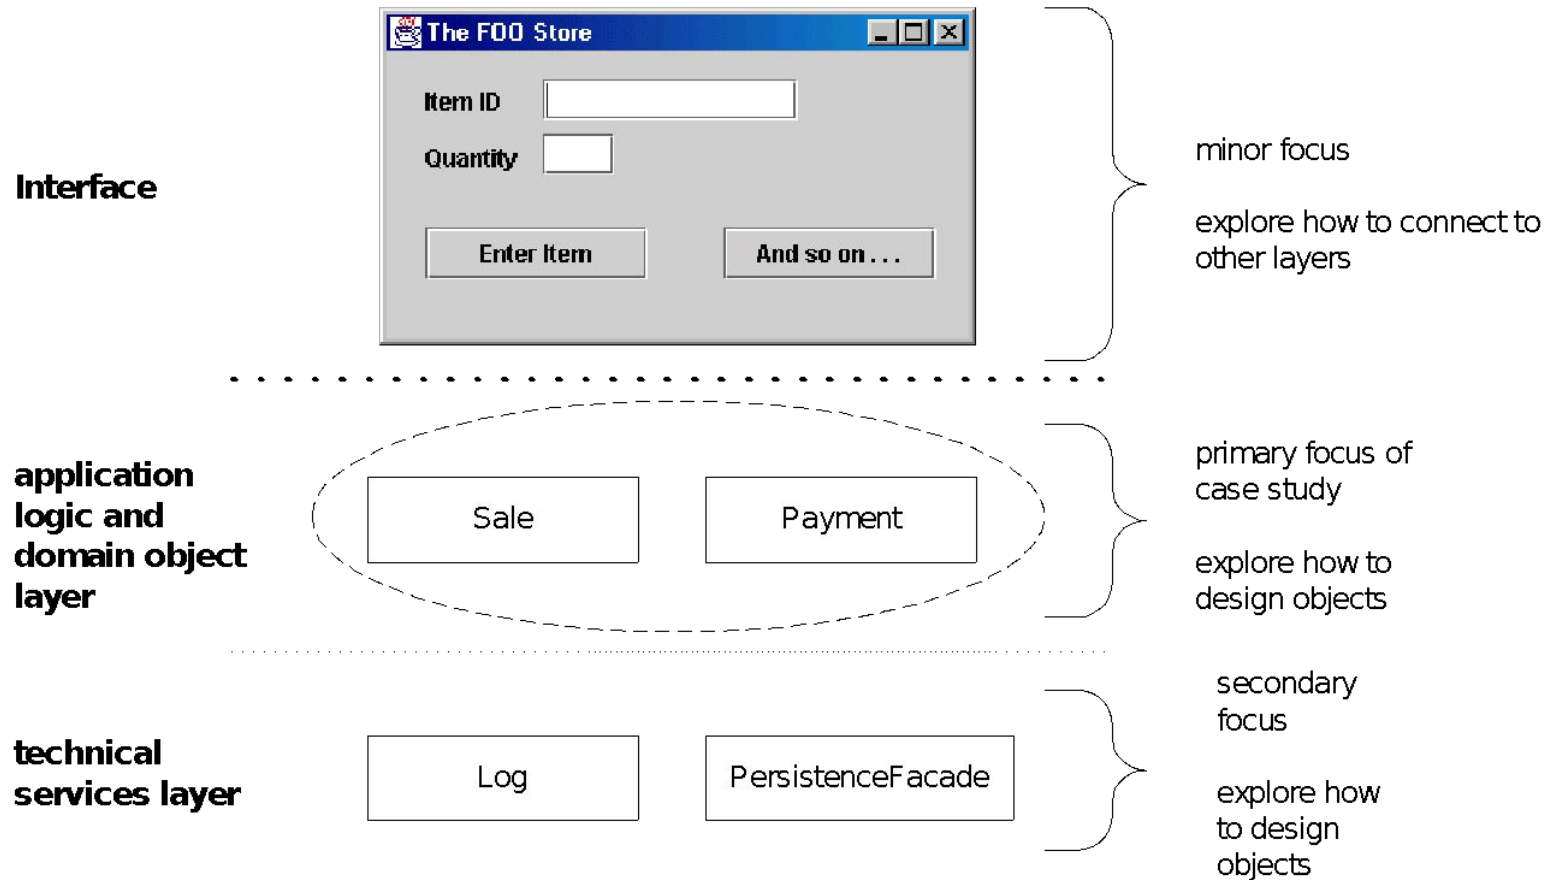 The FOO Store
Item ID
Quantity
Enter Item
And so on . . .
Interface
minor focus
explore how to connect to
other layers
application
logic and
domain object
layer
Sale
Payment
primary focus of
case study
explore how to
design objects
technical
services layer
Log
PersistenceFacade
secondary
focus
explore how
to design
objects